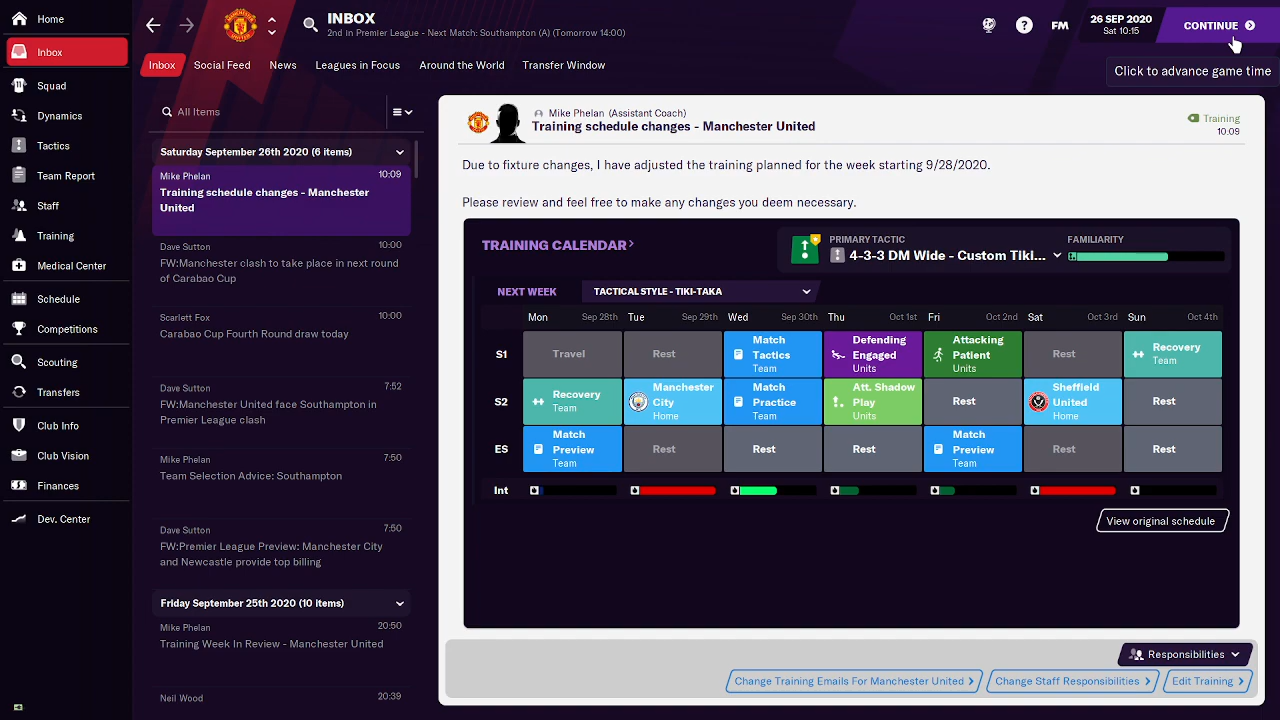 Home
Inbox
Squad
Dynamics
Tactics
Team Report
Staff
Training
Medical Center
Schedule
Competitions
Scouting
Transfers
Club Info
Club Vision
Finances
Dev. Center
INBOX
2nd in Premier League - Next Match: Southampton (A) (Tomorrow 14:00)
FM
26 SEP 2020
Sat 10:15
CONTINUE
Click to advance game time
Inbox
Social Feed
News
Leagues in Focus
Around the World
Transfer Window
All Items
Saturday September 26th 2020 (6 items)
Mike Phelan 10:09
Training schedule changes - Manchester
United
Dave Sutton 10:00
FW:Manchester clash to take place in next round
of Carabao Cup
Scarlett Fox 10:00
Carabao Cup Fourth Round draw today
Dave Sutton 7:52
FW:Manchester United face Southampton in
Premier League clash
Mike Phelan 7:50
Team Selection Advice: Southampton
Dave Sutton 7:50
FW:Premier League Preview: Manchester City
and Newcastle provide top billing
Friday September 25th 2020 (10 items)
Mike Phelan 20:50
Training Week In Review - Manchester United
Neil Wood 20:39
Mike Phelan (Assistant Coach)
Training schedule changes - Manchester United
Training
10.09
Due to fixture changes, I have adjusted the training planned for the week starting 9/28/2020.
Please review and feel free to make any changes you deem necessary.
TRAINING CALENDAR
PRIMARY TACTIC
4-3-3 DM Wide - Custom Tiki...
FAMILIARITY
NEXT WEEK
TACTICAL STYLE - TIKI-TAKA
Mon Sep 28th Tue Sep 29th Wed Sep 30th Thu Oct 1st Fri Oct 2nd Sat Oct 3rd Sun Oct 4th
S1
Travel
Rest
Match
Tactics
Team
Defending
Engaged
Units
Attacking
Patient
Units
Rest
Recovery
Team
S2
Recovery
Team
Manchester
City
Home
Match
Practice
Team
Att. Shadow
Play
Units
Rest
Sheffield
United
Home
Rest
ES
Match
Preview
Team
Rest
Rest
Rest
Match
Preview
Team
Rest
Rest
Int
View original schedule
Responsibilities
Change Training Emails For Manchester United
Change Staff Responsibilities
Edit Training